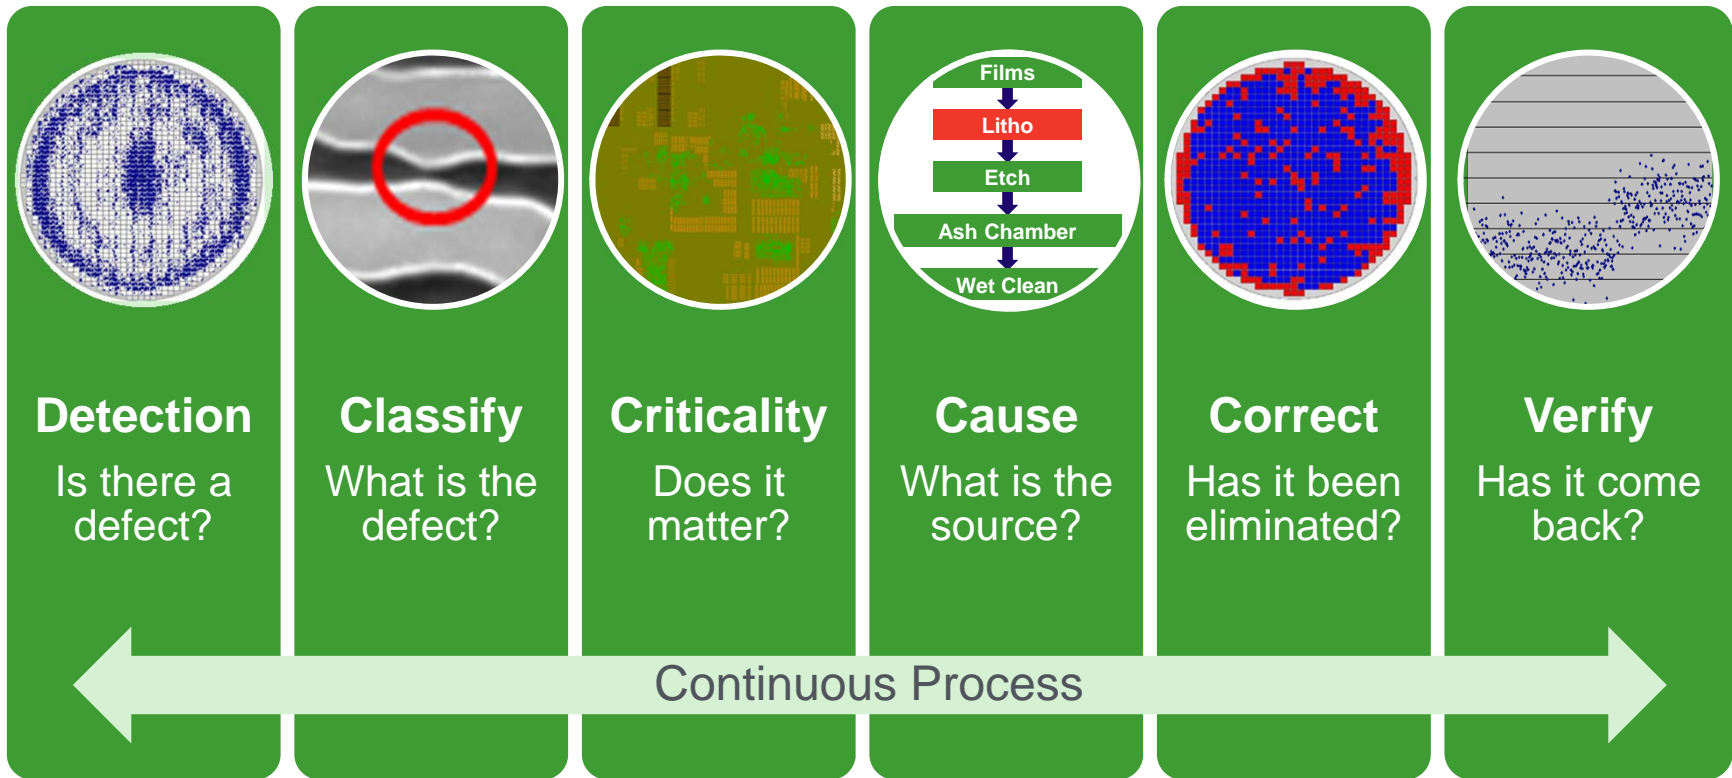 Films
Litho
Etch
Ash Chamber
Wet Clean
Detection
Is there a
defect?
Classify
What is the
defect?
Criticality
Does it
matter?
Cause
What is the
source?
Correct
Has it been
eliminated?
Verify
Has it come
back?
Continuous Process